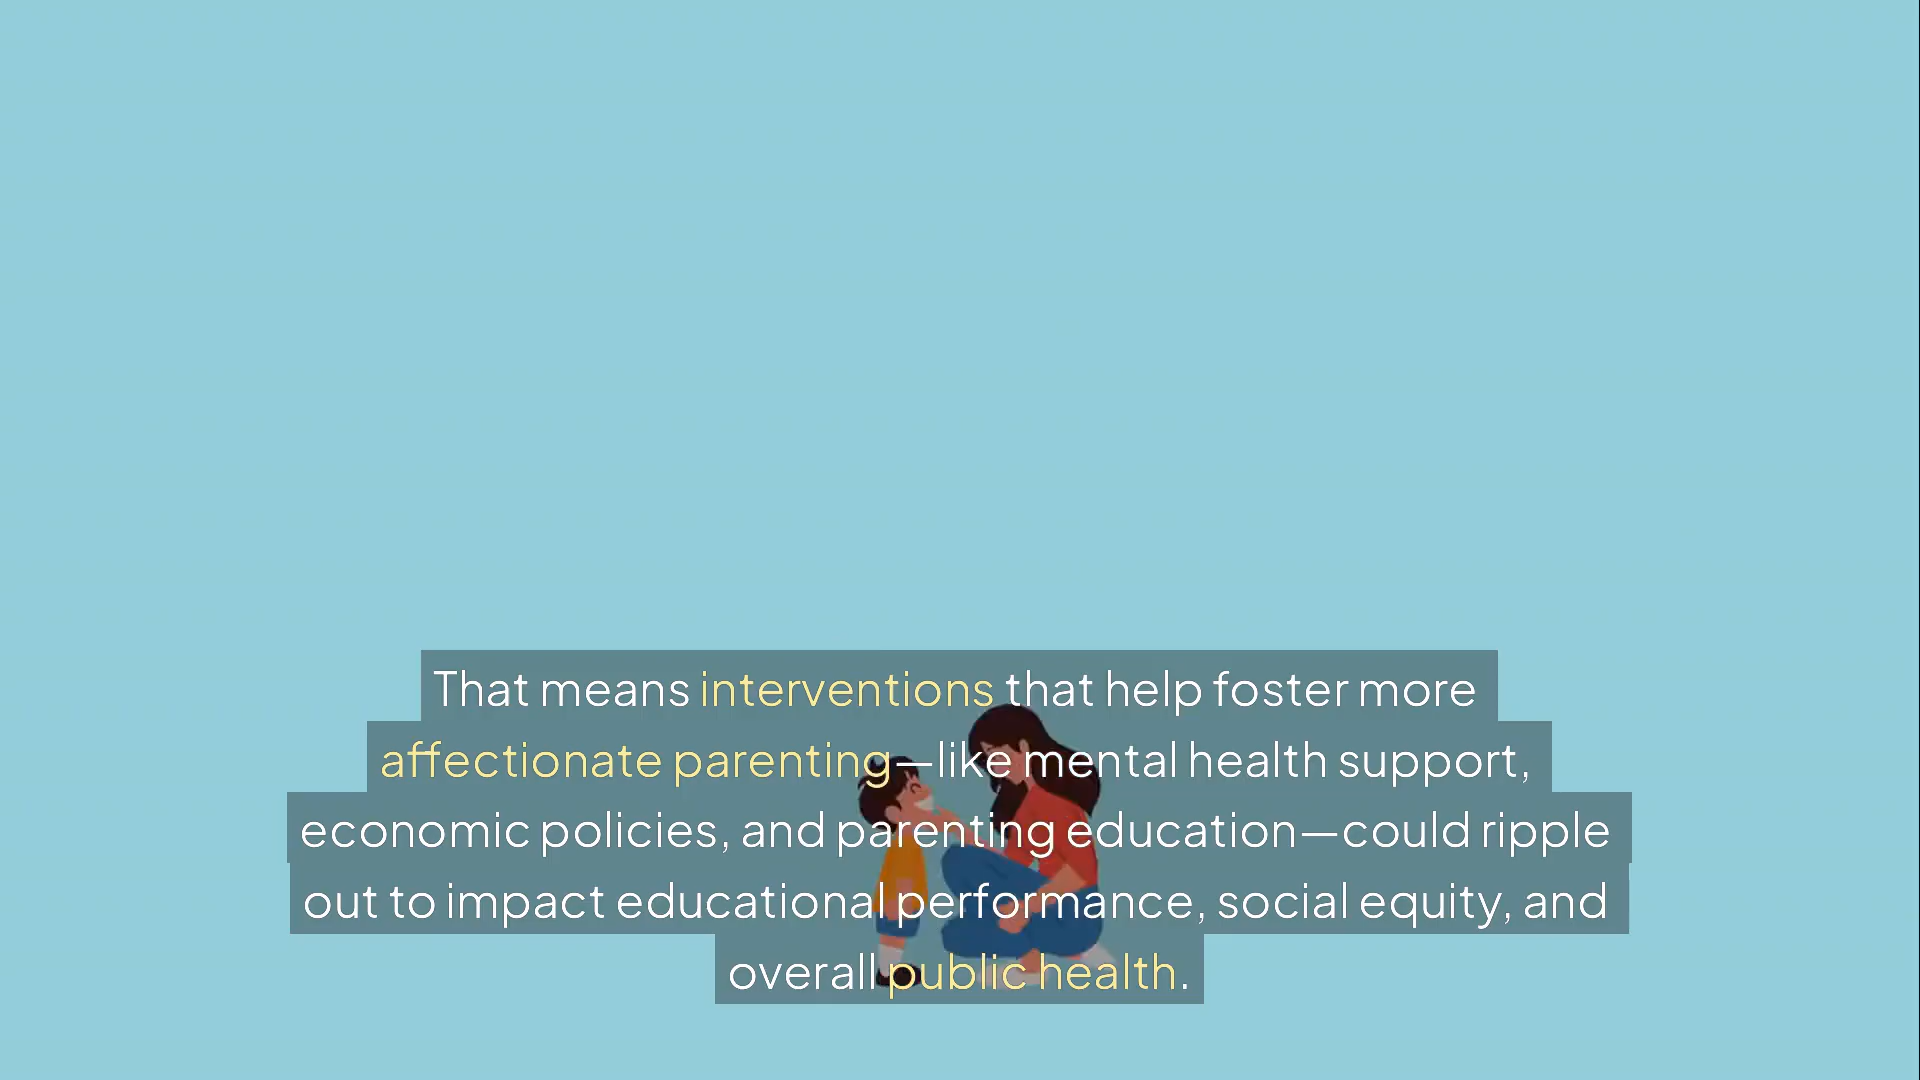 That means interventions that help foster more
affectionate parenting—like mental health support,
economic policies, and parenting education—could ripple
out to impact educational performance, social equity, and
overall public health.